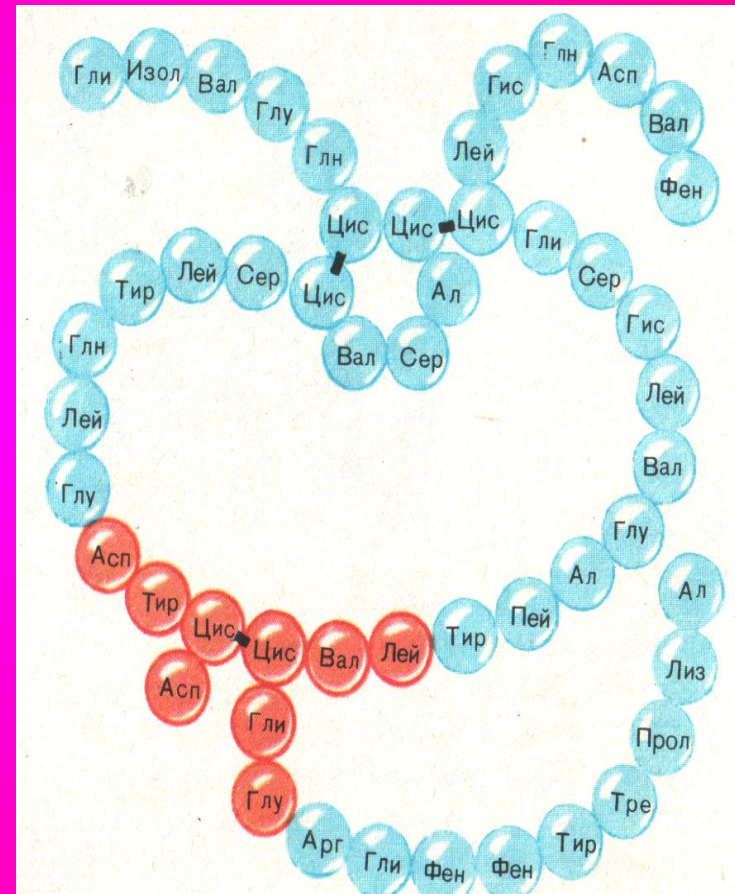 Гли
Изол
Вал
Глу
Глн
Цис
Цис
Ал
Сер
Вал
Цис
Сер
Лей
Тир
Глн
Лей
Глу
Асп
Тир
Цис
Асп
Фен
Вал
Асп
Гпн
Гис
Лей
Цис
Гли
Сер
Гис
Лей
Вал
Глу
Ал
Пей
Тир
Лей
Вал
Цис
Гли
Глу
Арг
Гли
Фен
Фен
Тир
Тре
Прол
Лиз
Ал